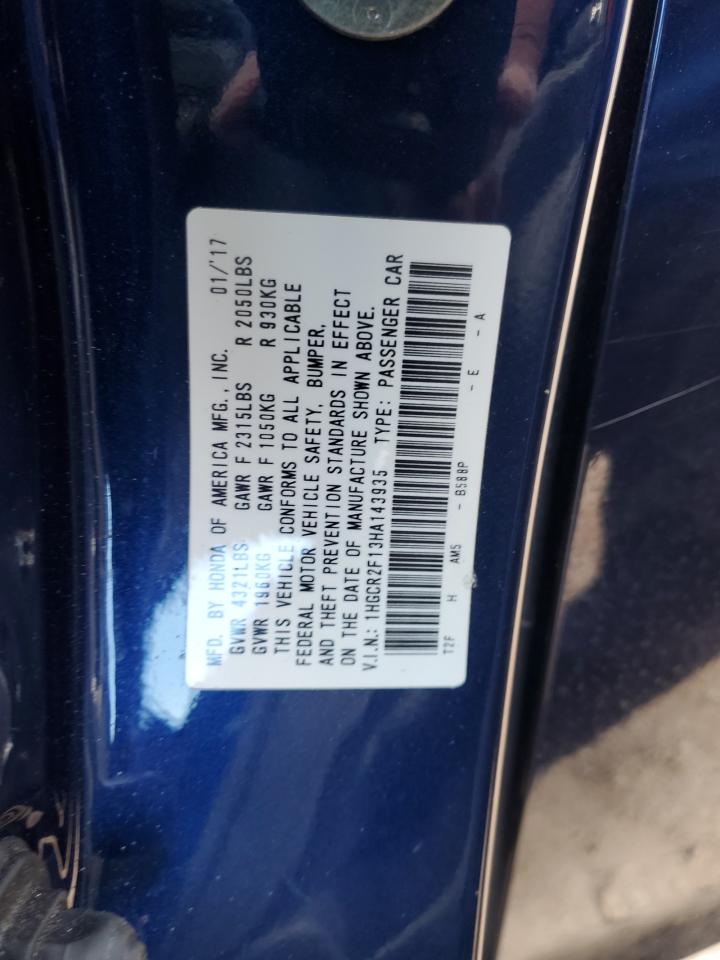 MFD. BY HONDA OF AMERICA MFG., INC. 01/'17
GVWR 4321LBS GAWR F 2315LBS R 2050LBS
GVWR 1960KG GAWR F 1050KG R 930KG
THIS VEHICLE CONFORMS TO ALL APPLICABLE
FEDERAL MOTOR VEHICLE SAFETY, BUMPER,
AND THEFT PREVENTION STANDARDS IN EFFECT
ON THE DATE OF MANUFACTURE SHOWN ABOVE.
V.I.N.: 1HGCR2F13HA143935 TYPE: PASSENGER CAR
T2F H AM5 - B588P - E - A